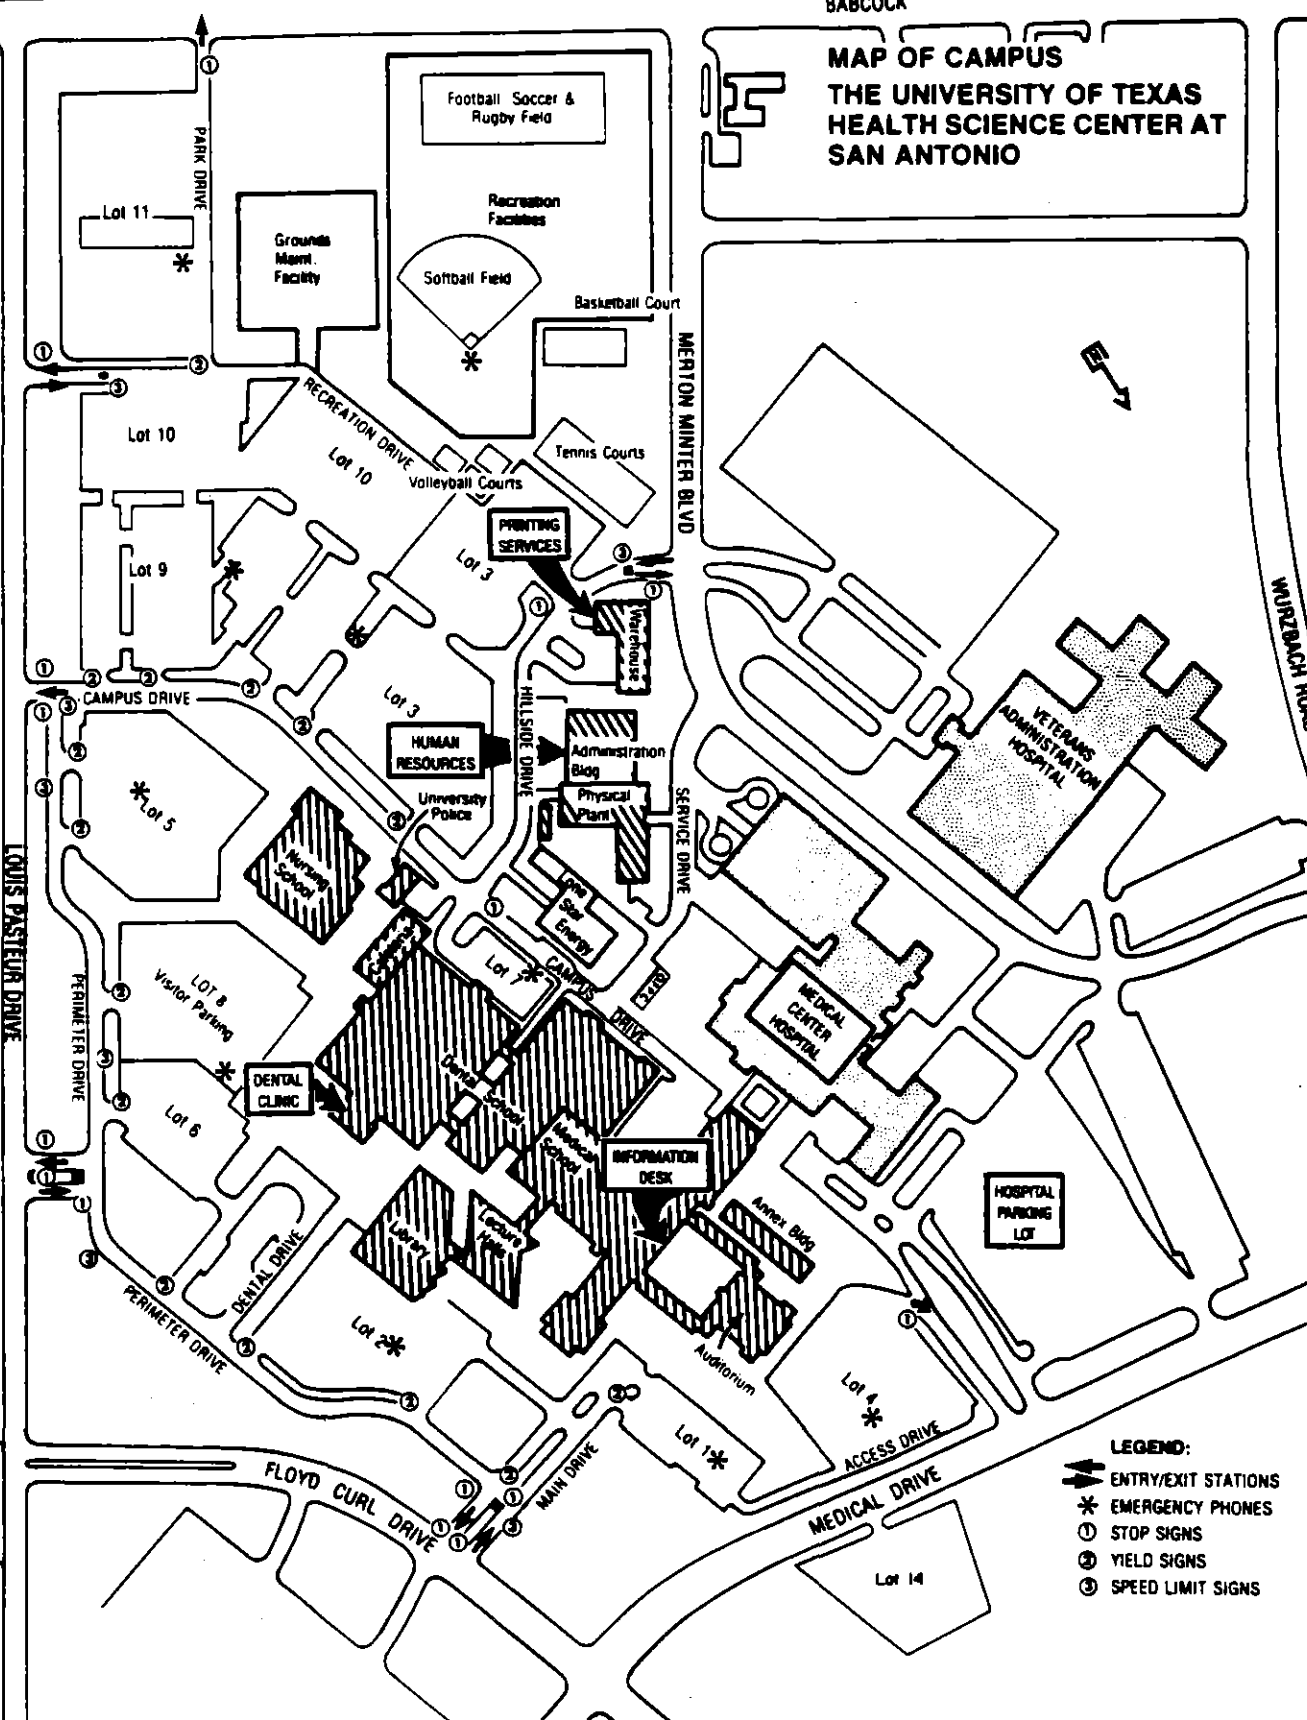 BABCOCK
MAP OF CAMPUS
THE UNIVERSITY OF TEXAS
HEALTH SCIENCE CENTER AT
SAN ANTONIO
Football Soccer &
Rugby Field
PARK DRIVE
Lot 11
Recreation
Facilities
Grounds
Maint.
Facility
Softball Field
Basketball Court
MERTON MINTER BLVD
N
RECREATION DRIVE
Lot 10
Lot 10
Tennis Courts
Volleyball Courts
PRINTING
SERVICES
Lot 3
Lot 9
Warehouse
WURZBACH ROAD
CAMPUS DRIVE
Lot 3
HILLSIDE DRIVE
VETERANS
ADMINISTRATION
HOSPITAL
HUMAN
RESOURCES
Administration
Bldg
University
Police
Physical
Plant
SERVICE DRIVE
Lot 5
Nursing
School
LOUIS PASTEUR DRIVE
Lone
Star
Energy
Cafeteria
Lot 7
CAMPUS
DRIVE
LOT 8
Visitor Parking
PERIMETER DRIVE
MEDICAL
CENTER
HOSPITAL
DENTAL
CLINIC
Dental
School
Lot 6
Medical
School
INFORMATION
DESK
HOSPITAL
PARKING
LOT
Annex Bldg
Library
Lecture
Halls
DENTAL DRIVE
PERIMETER DRIVE
Lot 2
Auditorium
Lot 4
Lot 1
ACCESS DRIVE
MAIN DRIVE
FLOYD CURL DRIVE
MEDICAL DRIVE
Lot 14
LEGEND:
ENTRY/EXIT STATIONS
EMERGENCY PHONES
1 STOP SIGNS
2 YIELD SIGNS
3 SPEED LIMIT SIGNS